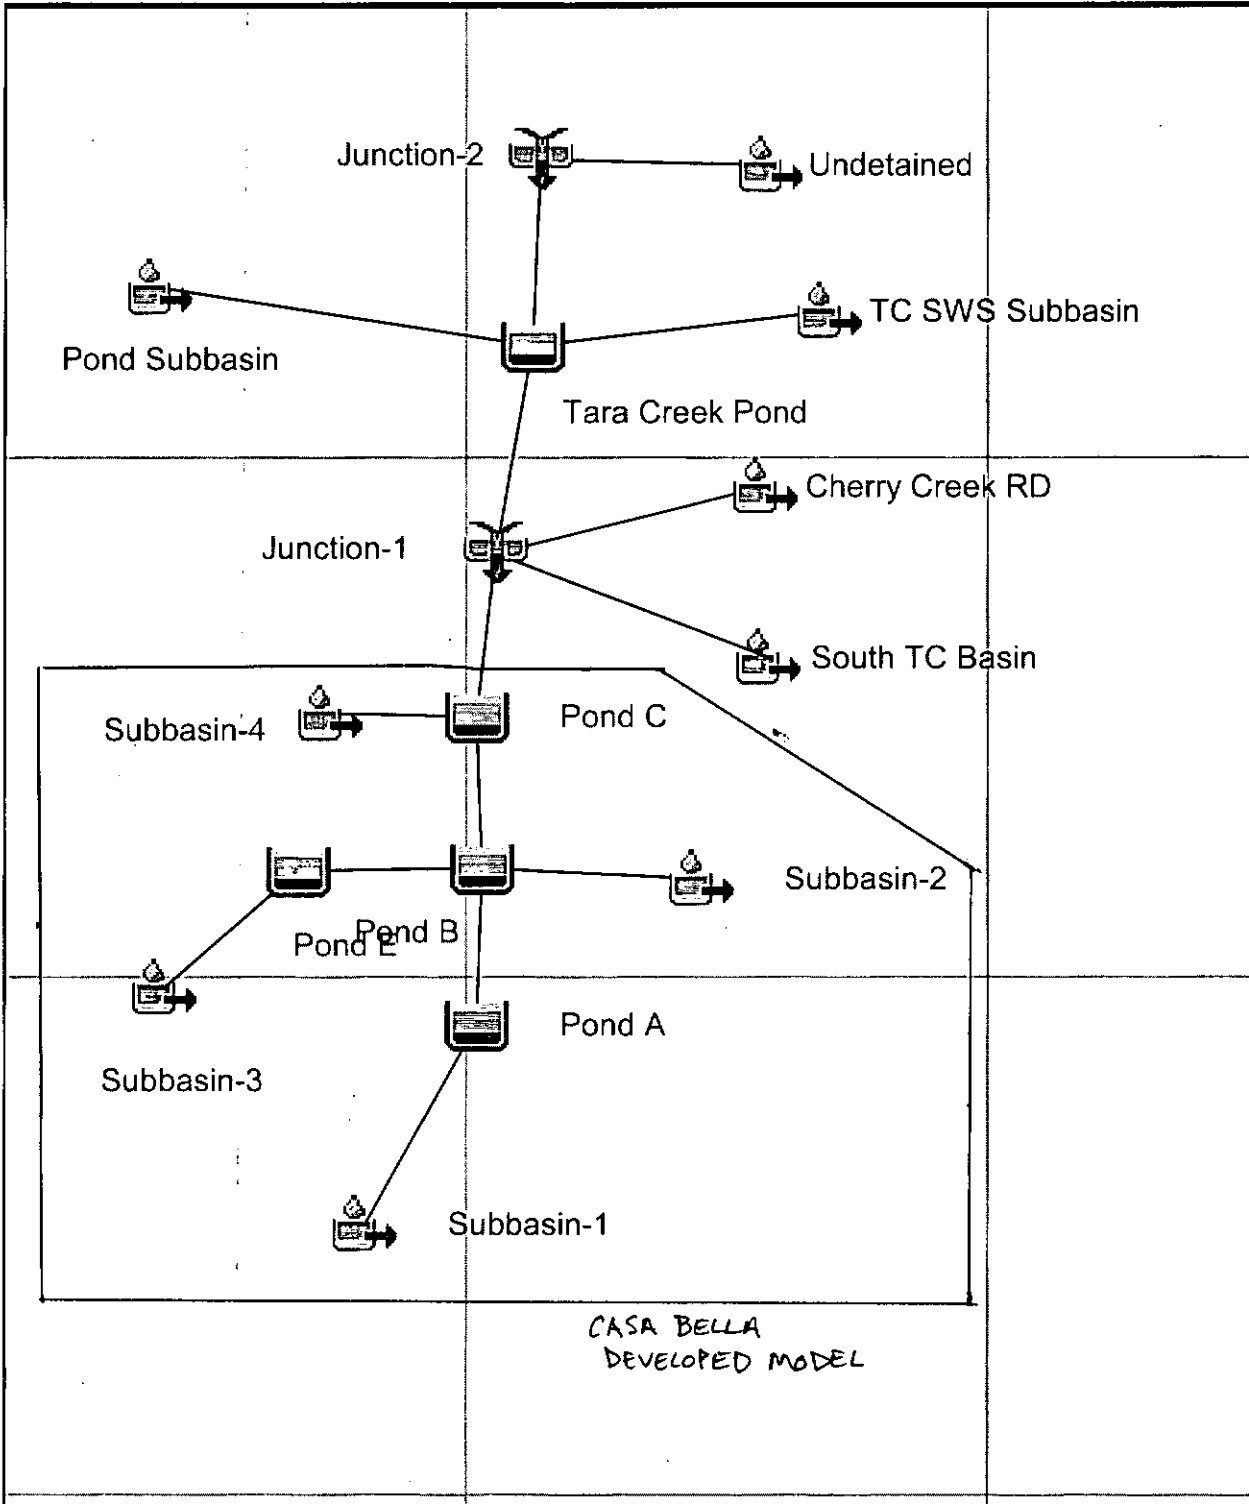 Junction-2
Undetained
Pond Subbasin
TC SWS Subbasin
Tara Creek Pond
Cherry Creek RD
Junction-1
South TC Basin
Subbasin-4
Pond C
Subbasin-2
Pond B
Pond E
Pond A
Subbasin-3
Subbasin-1
CASA BELLA
DEVELOPED MODEL